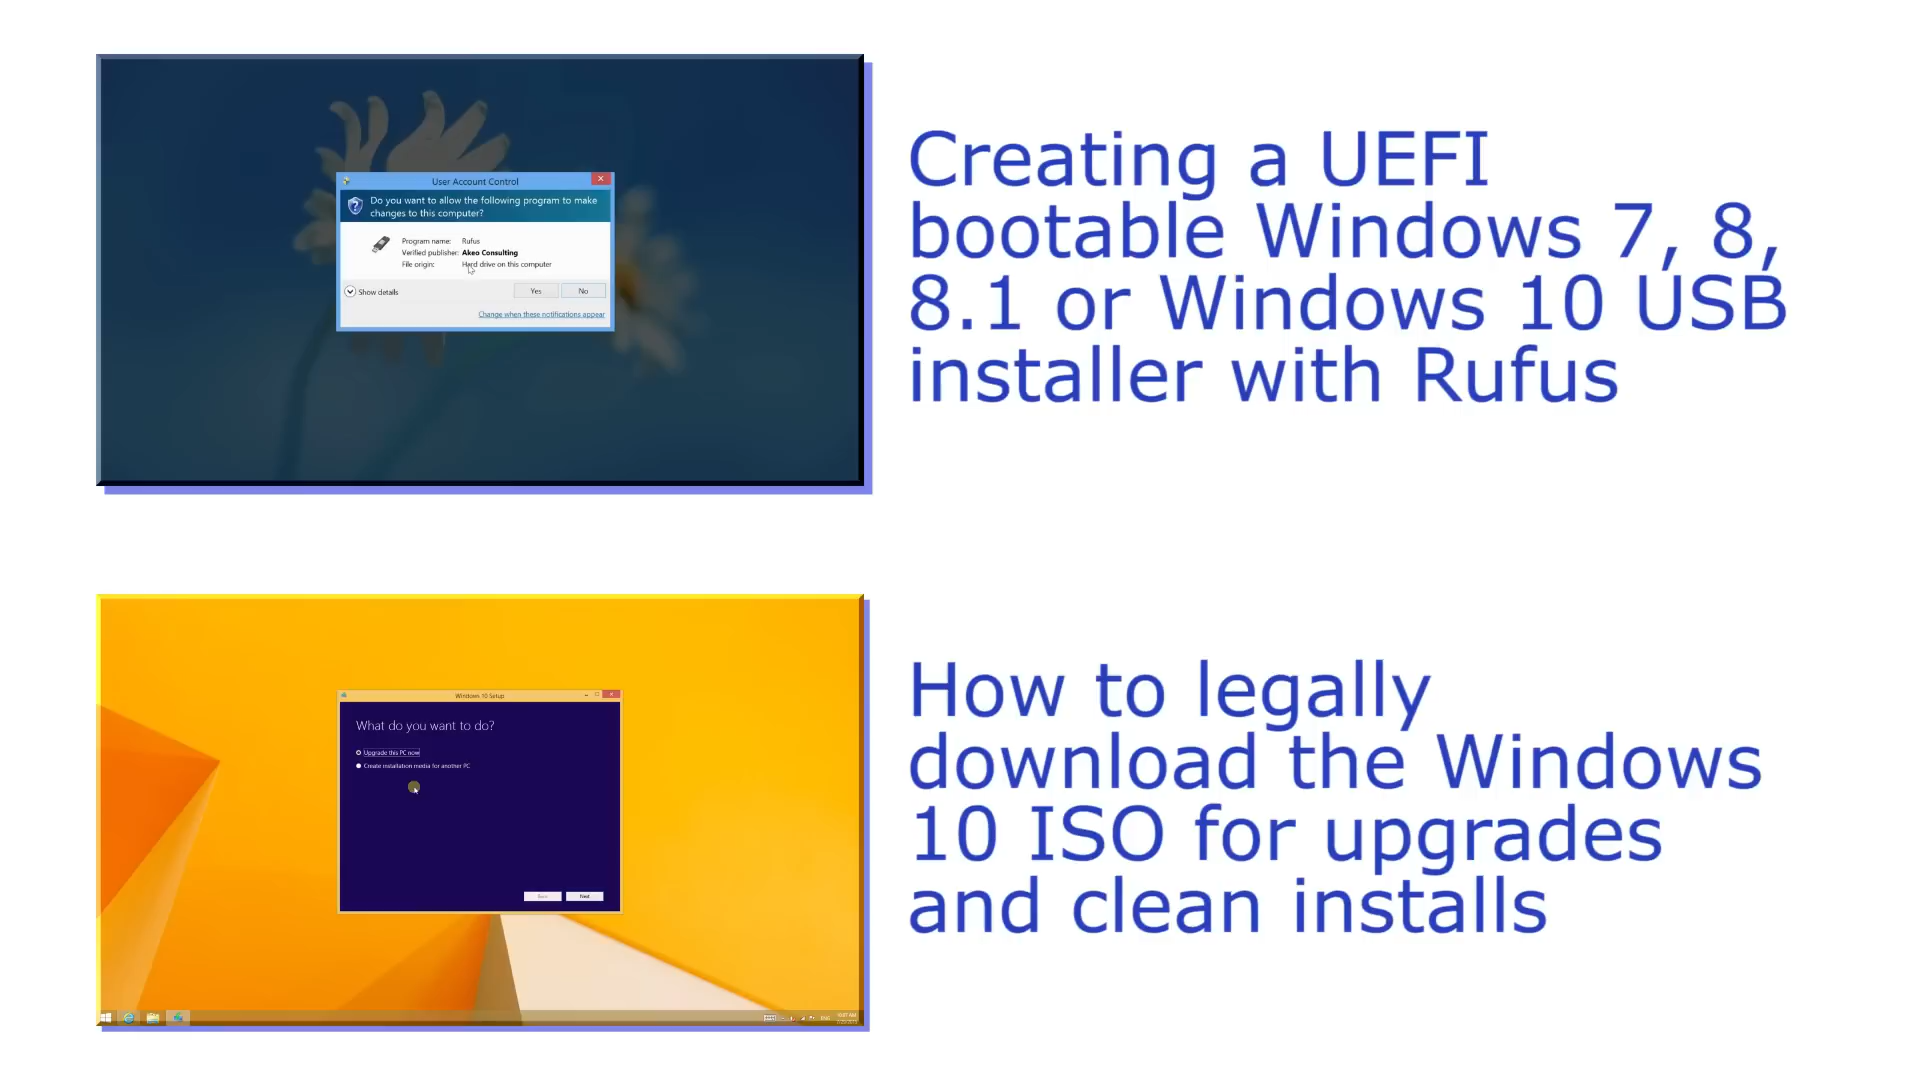 User Account Control
Do you want to allow the following program to make
changes to this computer?
Program name: Rufus
Verified publisher: Akeo Consulting
File origin: Hard drive on this computer
Show details
Yes
No
Change when these notifications appear
Creating a UEFI
bootable Windows 7, 8,
8.1 or Windows 10 USB
installer with Rufus
Windows 10 Setup
What do you want to do?
Upgrade this PC now
Create installation media for another PC
Next
How to legally
download the Windows
10 ISO for upgrades
and clean installs